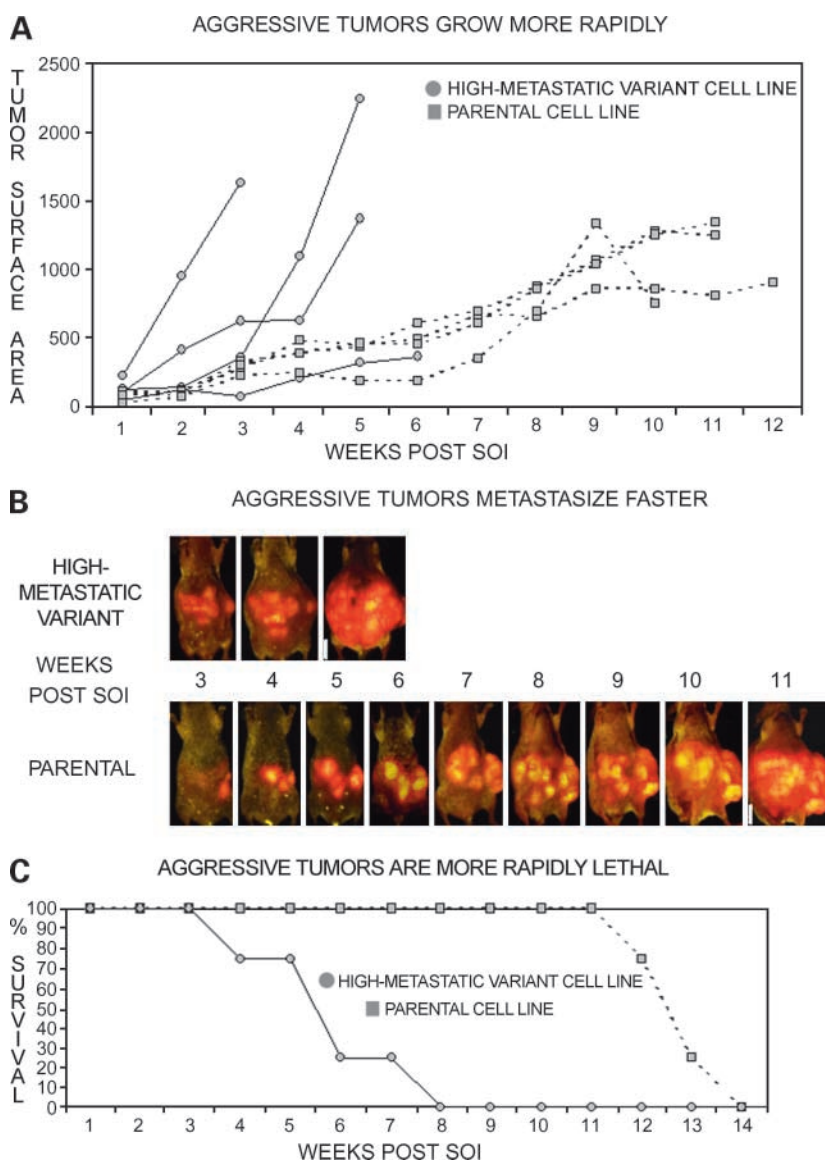 A
AGGRESSIVE TUMORS GROW MORE RAPIDLY
TUMOR SURFACE AREA
2500
2000
1500
1000
500
0
HIGH-METASTATIC VARIANT CELL LINE
PARENTAL CELL LINE
1 2 3 4 5 6 7 8 9 10 11 12
WEEKS POST SOI
B
AGGRESSIVE TUMORS METASTASIZE FASTER
HIGH-
METASTATIC
VARIANT
WEEKS
POST SOI
3 4 5 6 7 8 9 10 11
PARENTAL
C
AGGRESSIVE TUMORS ARE MORE RAPIDLY LETHAL
% SURVIVAL
100
90
80
70
60
50
40
30
20
10
0
HIGH-METASTATIC VARIANT CELL LINE
PARENTAL CELL LINE
1 2 3 4 5 6 7 8 9 10 11 12 13 14
WEEKS POST SOI